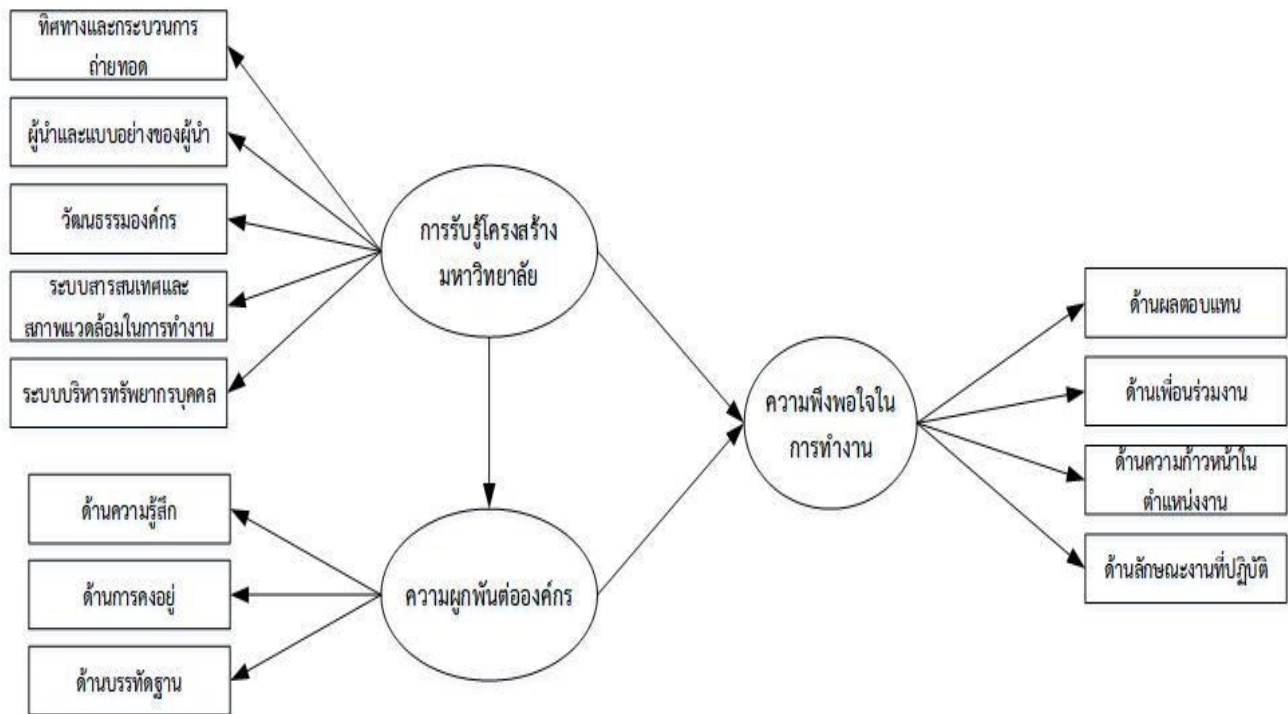 ทิศทางและกระบวนการ
ถ่ายทอด
ผู้นำและแบบอย่างของผู้นำ
วัฒนธรรมองค์กร
ระบบสารสนเทศและ
สภาพแวดล้อมในการทำงาน
ระบบบริหารทรัพยากรบุคคล
การรับรู้โครงสร้าง
มหาวิทยาลัย
ด้านความรู้สึก
ด้านการคงอยู่
ด้านบรรทัดฐาน
ความผูกพันต่อองค์กร
ความพึงพอใจใน
การทำงาน
ด้านผลตอบแทน
ด้านเพื่อนร่วมงาน
ด้านความก้าวหน้าใน
ตำแหน่งงาน
ด้านลักษณะงานที่ปฏิบัติ